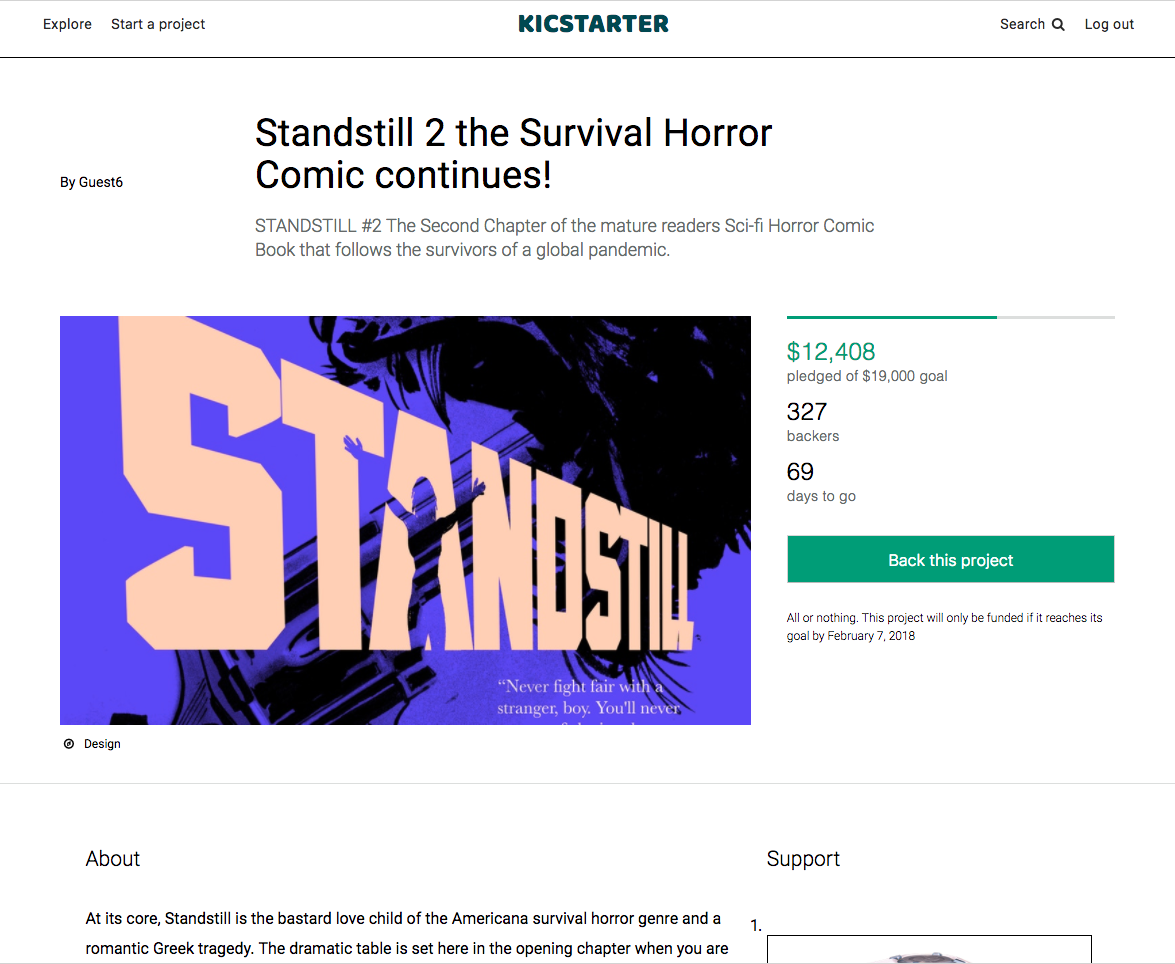 Explore Start a project KICSTARTER Search Log out
Standstill 2 the Survival Horror
Comic continues!
By Guest6
STANDSTILL #2 The Second Chapter of the mature readers Sci-fi Horror Comic
Book that follows the survivors of a global pandemic.
STANDSTILL
“Never fight fair with a
stranger, boy. You'll never
$12,408
pledged of $19,000 goal
327
backers
69
days to go
Back this project
All or nothing. This project will only be funded if it reaches its
goal by February 7, 2018
Design
About
At its core, Standstill is the bastard love child of the Americana survival horror genre and a
romantic Greek tragedy. The dramatic table is set here in the opening chapter when you are
Support
1.